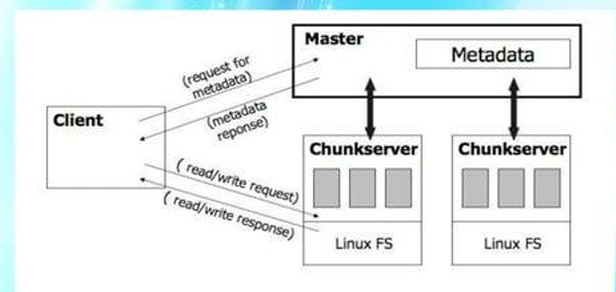 Master
Metadata
(request for
metadata)
(metadata
reponse)
Client
Chunkserver
Chunkserver
( read/write request)
( read/write response)
Linux FS
Linux FS